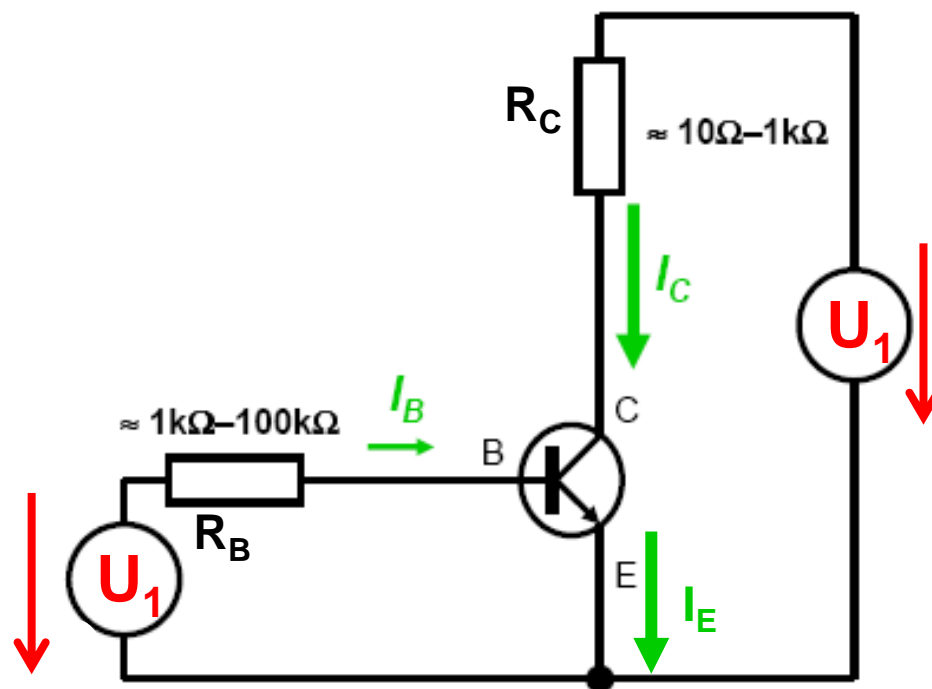 R_C
≈ 10Ω–1kΩ
I_C
U_1
≈ 1kΩ–100kΩ
I_B
C
B
R_B
U_1
E
I_E